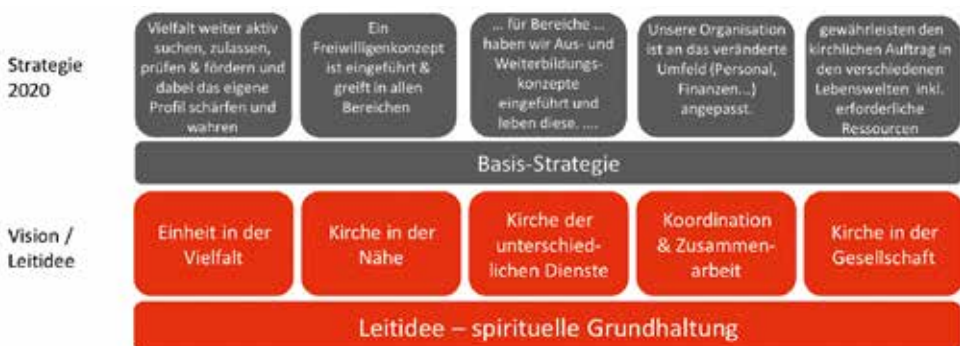 Strategie
2020
Vielfalt weiter aktiv
suchen, zulassen,
prüfen & fördern und
dabei das eigene
Profil schärfen und
wahren
Ein
Freiwilligenkonzept
ist eingeführt &
greift in allen
Bereichen
... für Bereiche ...
haben wir Aus- und
Weiterbildungs-
konzepte
eingeführt und
leben diese. ....
Unsere Organisation
ist an das veränderte
Umfeld (Personal,
Finanzen...)
angepasst.
gewährleisten den
kirchlichen Auftrag in
den verschiedenen
Lebenswelten inkl.
erforderliche
Ressourcen
Basis-Strategie
Vision /
Leitidee
Einheit in der
Vielfalt
Kirche in der
Nähe
Kirche der
unterschied-
lichen Dienste
Koordination
& Zusammen-
arbeit
Kirche in der
Gesellschaft
Leitidee – spirituelle Grundhaltung